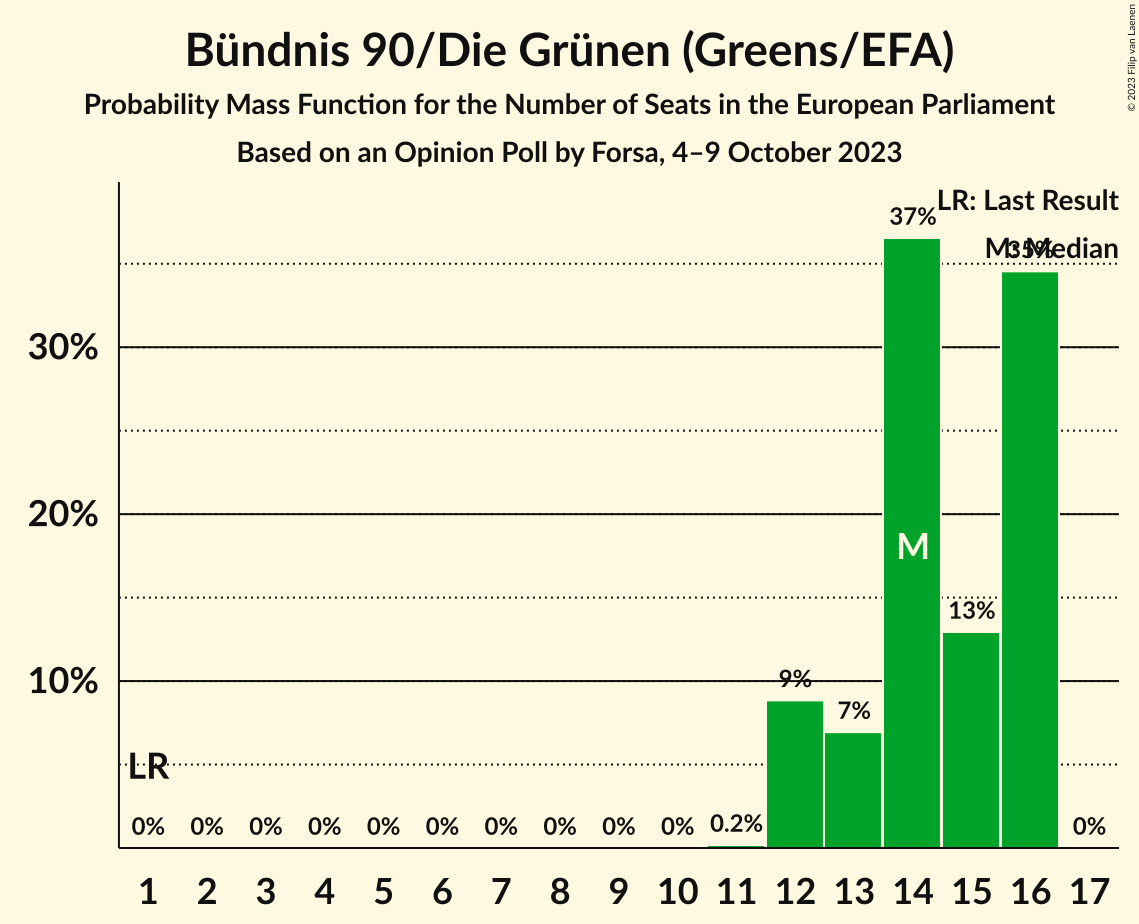 Bündnis 90/Die Grünen (Greens/EFA)
Probability Mass Function for the Number of Seats in the European Parliament
Based on an Opinion Poll by Forsa, 4–9 October 2023
© 2023 Filip van Laenen
LR: Last Result
M: Median
37%
35%
30%
20%
M
13%
10%
9%
7%
LR
0% 0% 0% 0% 0% 0% 0% 0% 0% 0% 0.2% 0%
1 2 3 4 5 6 7 8 9 10 11 12 13 14 15 16 17